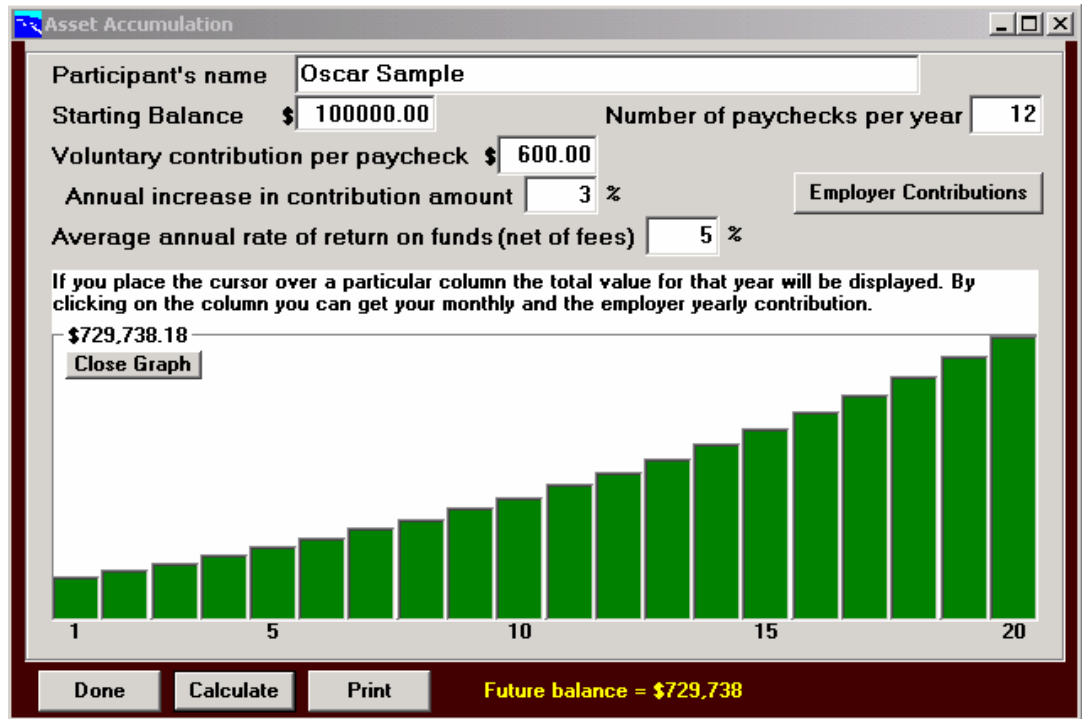 Asset Accumulation
Participant's name Oscar Sample
Starting Balance $ 100000.00 Number of paychecks per year 12
Voluntary contribution per paycheck $ 600.00
Annual increase in contribution amount 3 %
Employer Contributions
Average annual rate of return on funds (net of fees) 5 %
If you place the cursor over a particular column the total value for that year will be displayed. By
clicking on the column you can get your monthly and the employer yearly contribution.
$729,738.18
Close Graph
1 5 10 15 20
Done Calculate Print Future balance = $729,738